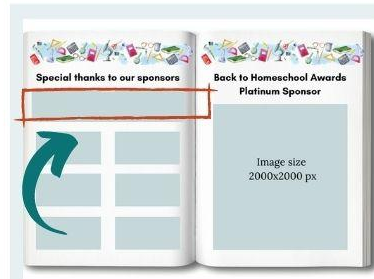 Special thanks to our sponsors
Back to Homeschool Awards
Platinum Sponsor
Image size
2000x2000 px